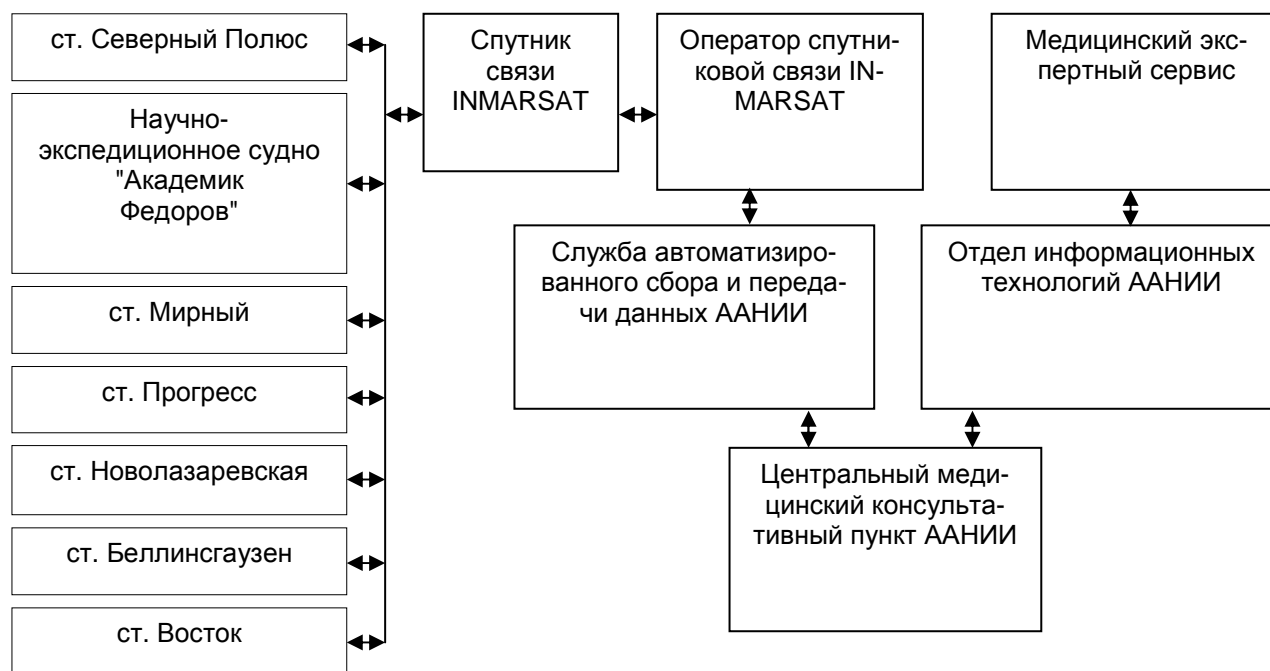 ст. Северный Полюс
Научно-
экспедиционное судно
"Академик
Федоров"
ст. Мирный
ст. Прогресс
ст. Новолазаревская
ст. Беллинсгаузен
ст. Восток
Спутник
связи
INMARSAT
Оператор спутни-
ковой связи IN-
MARSAT
Медицинский экс-
пертный сервис
Служба автоматизиро-
ванного сбора и переда-
чи данных ААНИИ
Отдел информационных
технологий ААНИИ
Центральный меди-
цинский консульта-
тивный пункт ААНИИ